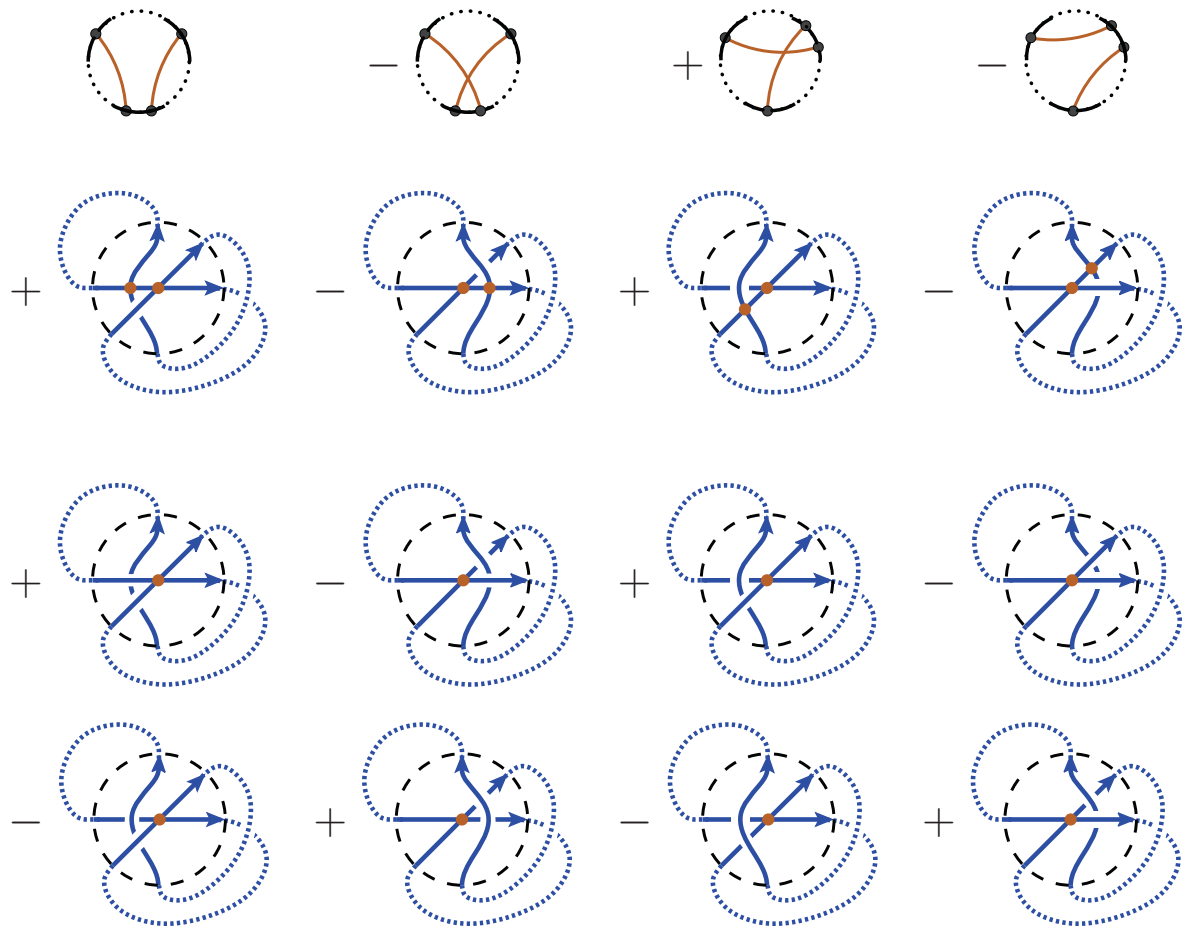 − + −
+ − + −
+ − + −
− + − +